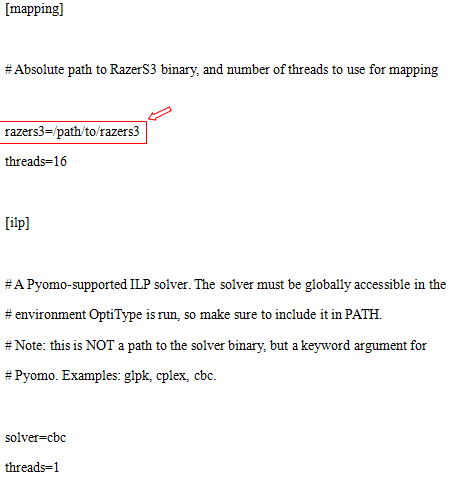 [mapping]
# Absolute path to RazerS3 binary, and number of threads to use for mapping
razers3=/path/to/razers3
threads=16
[ilp]
# A Pyomo-supported ILP solver. The solver must be globally accessible in the
# environment OptiType is run, so make sure to include it in PATH.
# Note: this is NOT a path to the solver binary, but a keyword argument for
# Pyomo. Examples: glpk, cplex, cbc.
solver=cbc
threads=1